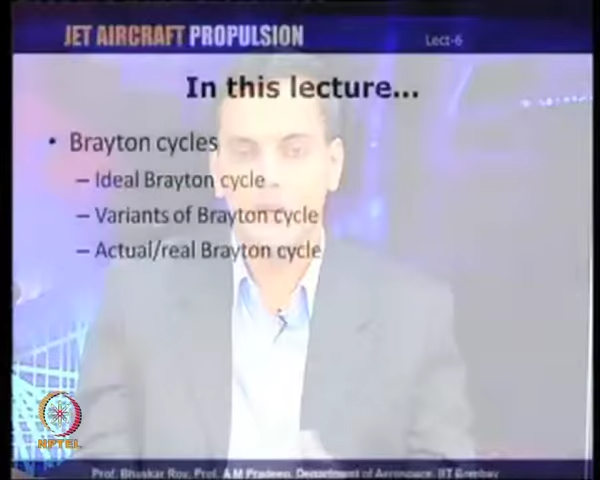 JET AIRCRAFT PROPULSION
Lect-6
In this lecture...
• Brayton cycles
– Ideal Brayton cycle
– Variants of Brayton cycle
– Actual/real Brayton cycle
NPTEL
Prof. Bhaskar Roy, Prof. A M Pradeep, Department of Aerospace, IIT Bombay